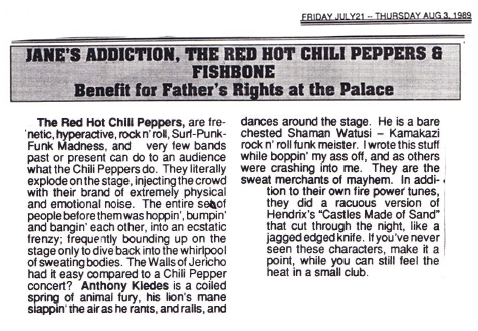 FRIDAY JULY21 -- THURSDAY AUG 3, 1989
JANE'S ADDICTION, THE RED HOT CHILI PEPPERS &
FISHBONE
Benefit for Father's Rights at the Palace
The Red Hot Chili Peppers, are fre-
netic, hyperactive, rock n' roll, Surf-Punk-
Funk Madness, and very few bands
past or present can do to an audience
what the Chili Peppers do. They literally
explode on the stage, injecting the crowd
with their brand of extremely physical
and emotional noise. The entire sea of
people before them was hoppin', bumpin'
and bangin' each other, into an ecstatic
frenzy; frequently bounding up on the
stage only to dive back into the whirlpool
of sweating bodies. The Walls of Jericho
had it easy compared to a Chili Pepper
concert? Anthony Kiedes is a coiled
spring of animal fury, his lion's mane
slappin' the air as he rants, and rails, and
dances around the stage. He is a bare
chested Shaman Watusi – Kamakazi
rock n' roll funk meister. I wrote this stuff
while boppin' my ass off, and as others
were crashing into me. They are the
sweat merchants of mayhem. In addi-
tion to their own fire power tunes,
they did a racuous version of
Hendrix's "Castles Made of Sand"
that cut through the night, like a
jagged edged knife. If you've never
seen these characters, make it a
point, while you can still feel the
heat in a small club.